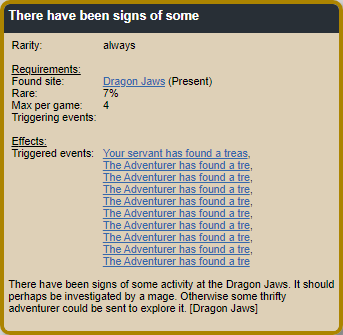 There have been signs of some
Rarity: always
Requirements:
Found site: Dragon Jaws (Present)
Rare: 7%
Max per game: 4
Triggering events:
Effects:
Triggered events: Your servant has found a treas,
The Adventurer has found a tre,
The Adventurer has found a tre,
The Adventurer has found a tre,
The Adventurer has found a tre,
The Adventurer has found a tre,
The Adventurer has found a tre,
The Adventurer has found a tre,
The Adventurer has found a tre,
The Adventurer has found a tre
There have been signs of some activity at the Dragon Jaws. It should
perhaps be investigated by a mage. Otherwise some thrifty
adventurer could be sent to explore it. [Dragon Jaws]